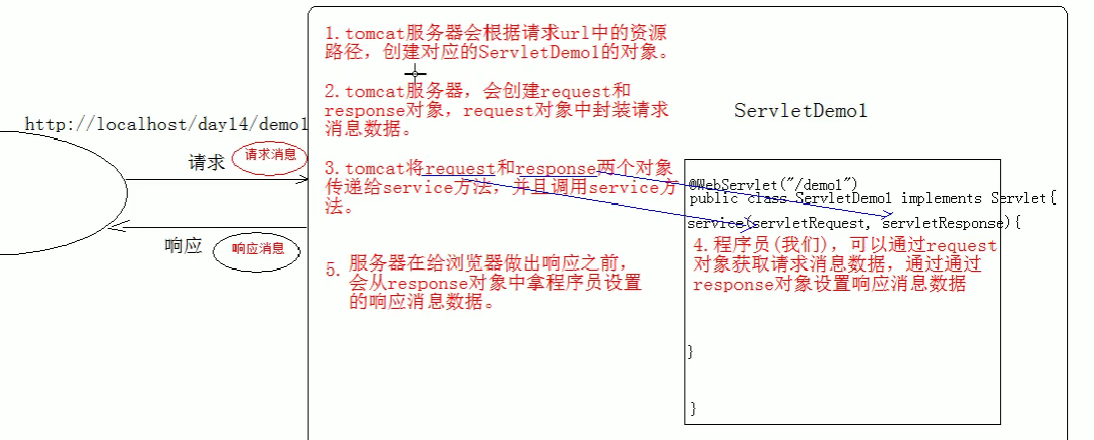 1.tomcat服务器会根据请求url中的资源
路径，创建对应的ServletDemo1的对象。
2.tomcat服务器，会创建request和
response对象，request对象中封装请求
消息数据。
http://localhost/day14/demo1
请求
请求消息
3.tomcat将request和response两个对象
传递给service方法，并且调用service方
法。
响应
响应消息
5.服务器在给浏览器做出响应之前，
会从response对象中拿程序员设置
的响应消息数据。
ServletDemo1
@WebServlet("/demo1")
public class ServletDemo1 implements Servlet{
service(servletRequest, servletResponse){
4.程序员(我们)，可以通过request
对象获取请求消息数据，通过通过
response对象设置响应消息数据
}
}